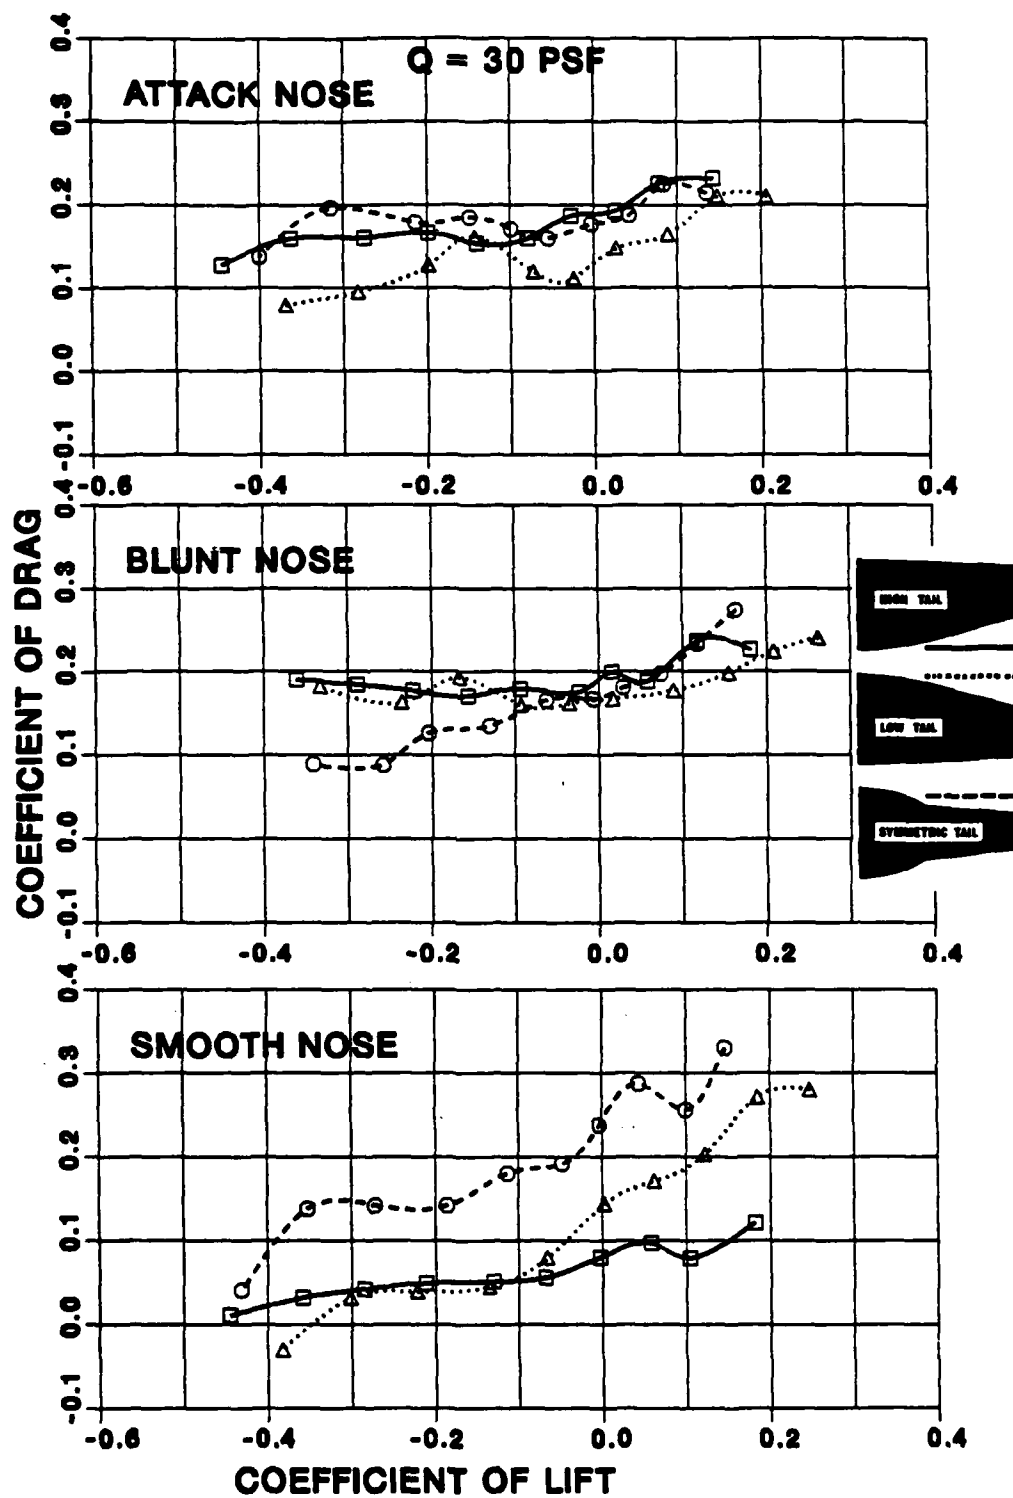 Q = 30 PSF
ATTACK NOSE
0.4
0.3
0.2
0.1
0.0
-0.1
-0.6 -0.4 -0.2 0.0 0.2 0.4
COEFFICIENT OF DRAG
BLUNT NOSE
0.4
0.3
0.2
0.1
0.0
-0.1
-0.6 -0.4 -0.2 0.0 0.2 0.4
HIGH TAIL
LOW TAIL
SYMMETRIC TAIL
SMOOTH NOSE
0.4
0.3
0.2
0.1
0.0
-0.1
-0.6 -0.4 -0.2 0.0 0.2 0.4
COEFFICIENT OF LIFT